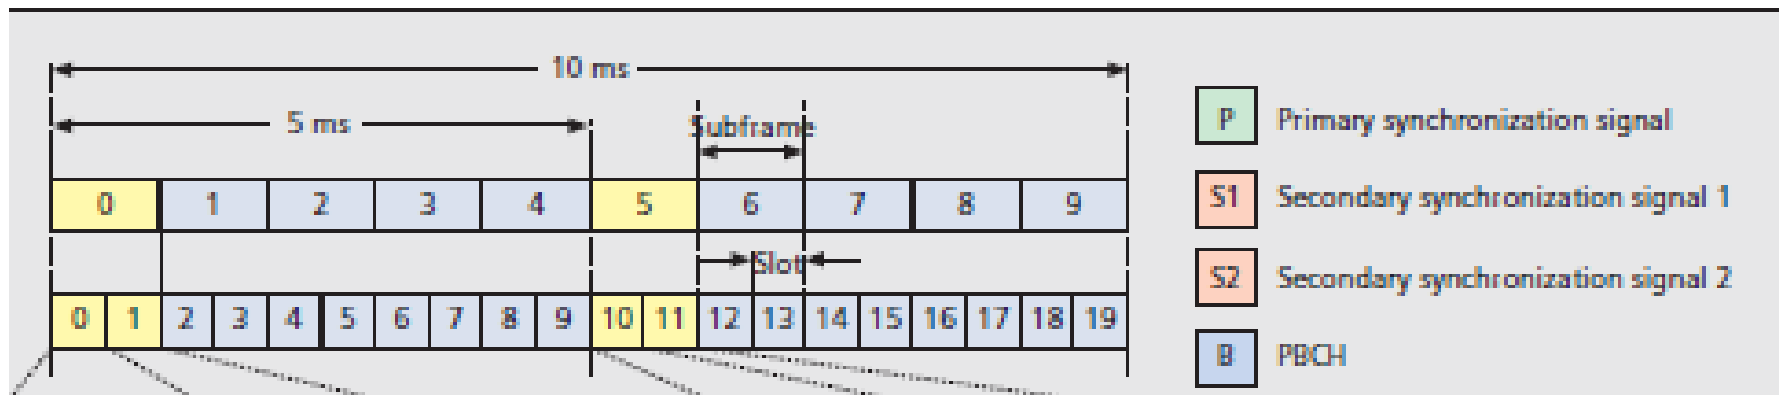 10 ms
5 ms
Subframe
0 1 2 3 4 5 6 7 8 9
Slot
0 1 2 3 4 5 6 7 8 9 10 11 12 13 14 15 16 17 18 19
P Primary synchronization signal
S1 Secondary synchronization signal 1
S2 Secondary synchronization signal 2
B PBCH